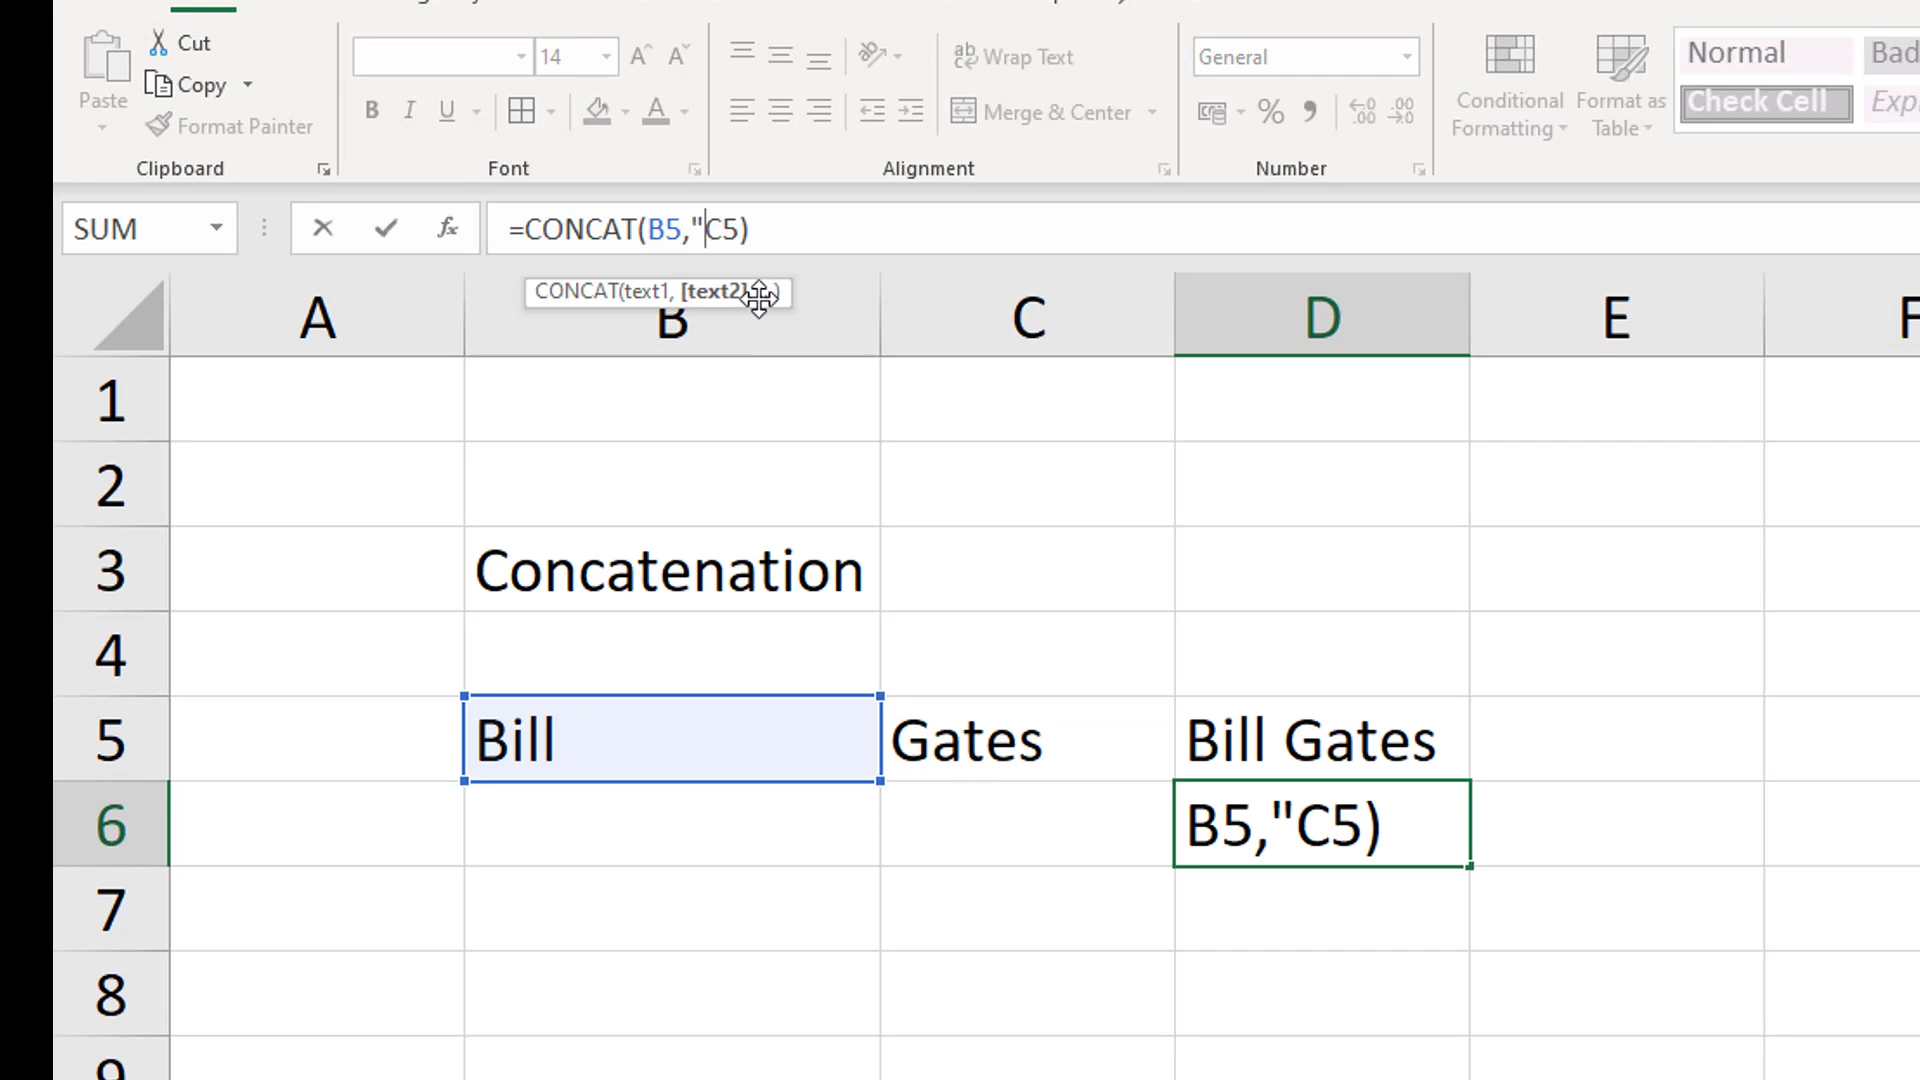 Cut
Copy
Format Painter
Paste
Clipboard
14
B I U
Font
Wrap Text
Merge & Center
Alignment
General
Number
Conditional
Formatting
Format as
Table
Normal
Bad
Check Cell
SUM
=CONCAT(B5,"C5)
CONCAT(text1, [text2]
A B C D E F
1
2
3 Concatenation
4
5 Bill Gates Bill Gates
6 B5,"C5)
7
8
9